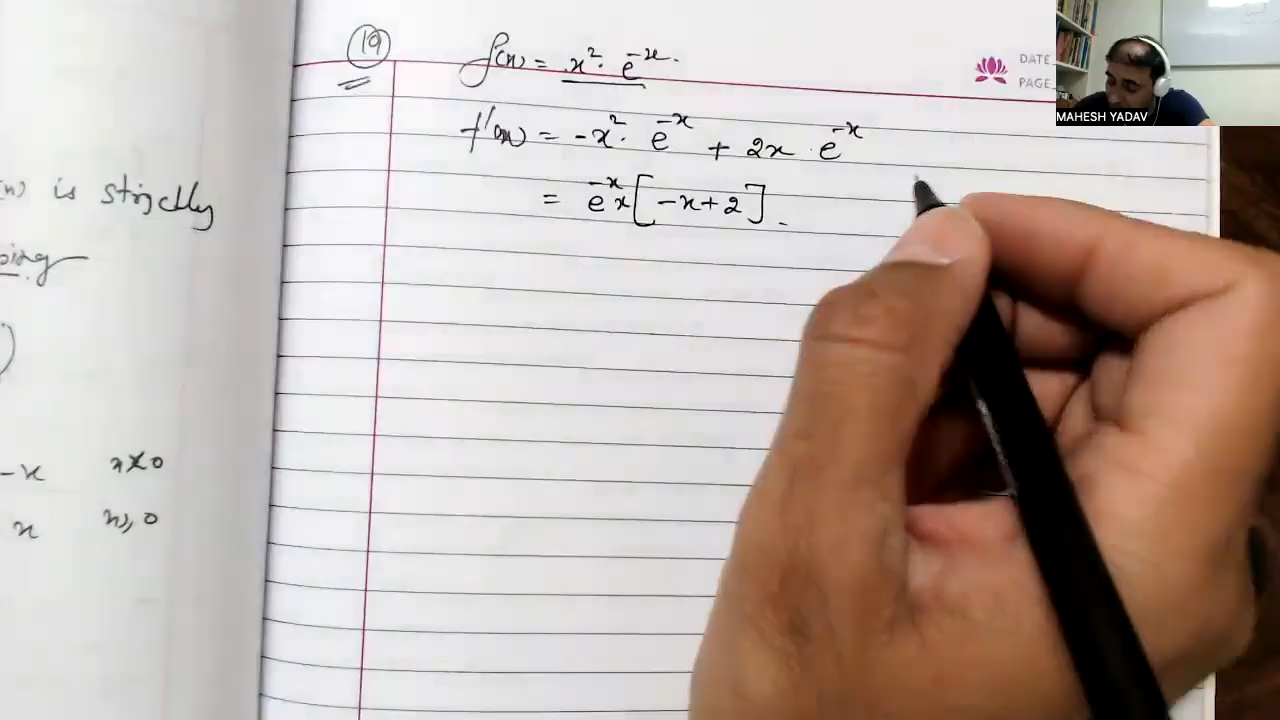 19
f(x) = x². e⁻ˣ.
DATE
PAGE
MAHESH YADAV
f'(x) = -x². e⁻ˣ + 2x . e⁻ˣ
= e⁻ˣx[-x+2].
(x) is strictly
-x x<0
x x≥0